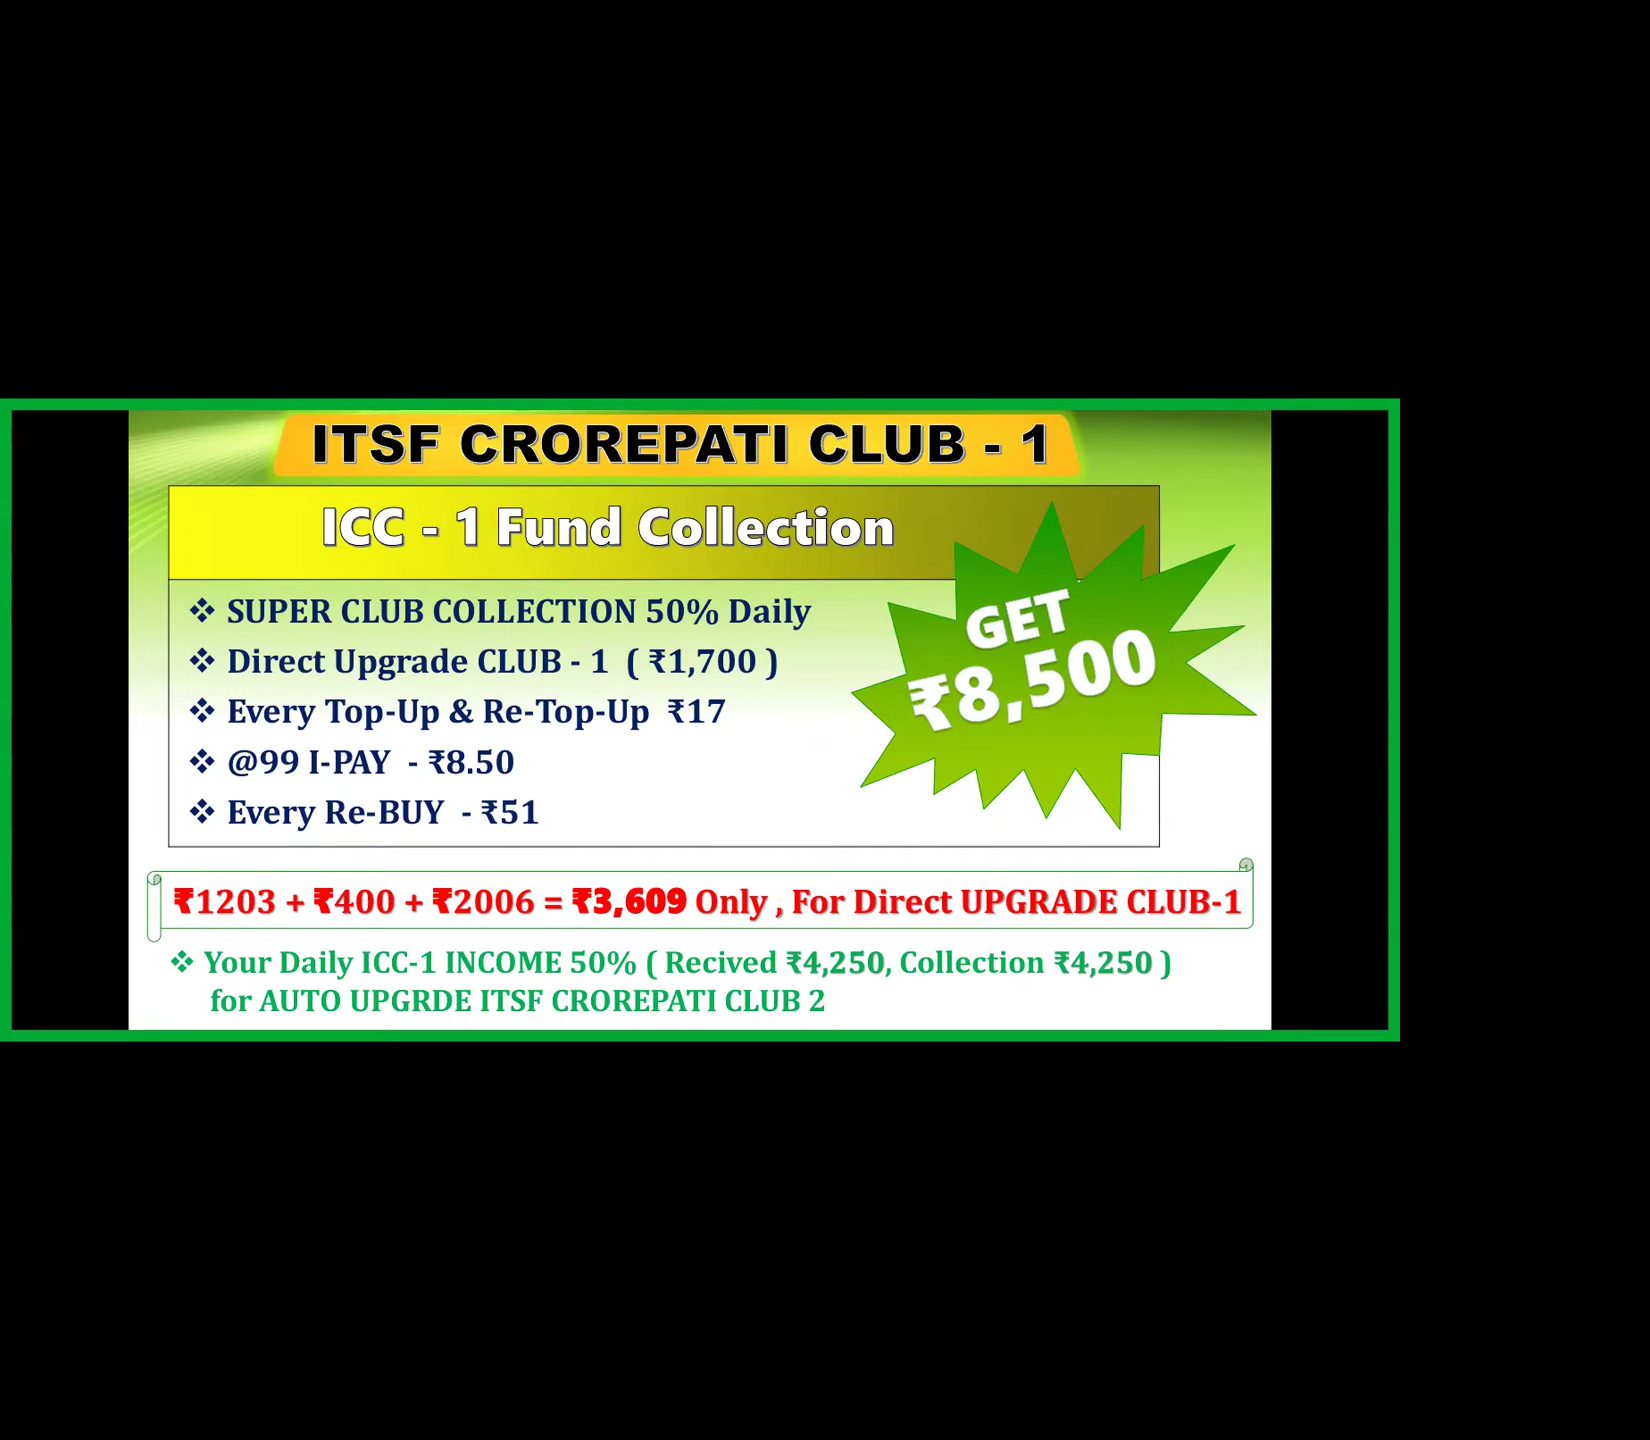 ITSF CROREPATI CLUB - 1
ICC - 1 Fund Collection
❖ SUPER CLUB COLLECTION 50% Daily
❖ Direct Upgrade CLUB - 1 ( ₹1,700 )
❖ Every Top-Up & Re-Top-Up ₹17
❖ @99 I-PAY - ₹8.50
❖ Every Re-BUY - ₹51
GET
₹8,500
₹1203 + ₹400 + ₹2006 = ₹3,609 Only , For Direct UPGRADE CLUB-1
❖ Your Daily ICC-1 INCOME 50% ( Recived ₹4,250, Collection ₹4,250 )
for AUTO UPGRDE ITSF CROREPATI CLUB 2